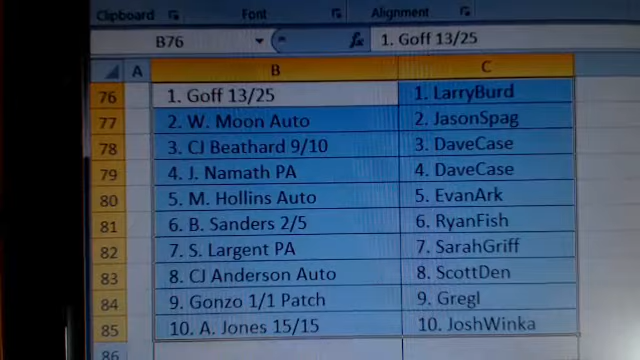 Clipboard Font Alignment
B76 fx 1. Goff 13/25
A B C
76 1. Goff 13/25 1. LarryBurd
77 2. W. Moon Auto 2. JasonSpag
78 3. CJ Beathard 9/10 3. DaveCase
79 4. J. Namath PA 4. DaveCase
80 5. M. Hollins Auto 5. EvanArk
81 6. B. Sanders 2/5 6. RyanFish
82 7. S. Largent PA 7. SarahGriff
83 8. CJ Anderson Auto 8. ScottDen
84 9. Gonzo 1/1 Patch 9. Gregl
85 10. A. Jones 15/15 10. JoshWinka
86